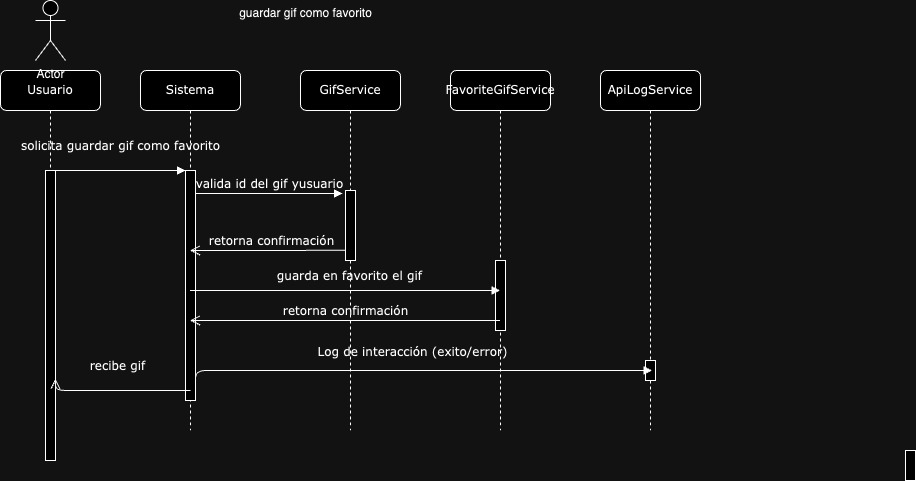 guardar gif como favorito
Actor
Usuario
Sistema
GifService
FavoriteGifService
ApiLogService
solicita guardar gif como favorito
valida id del gif yusuario
retorna confirmación
guarda en favorito el gif
retorna confirmación
Log de interacción (exito/error)
recibe gif